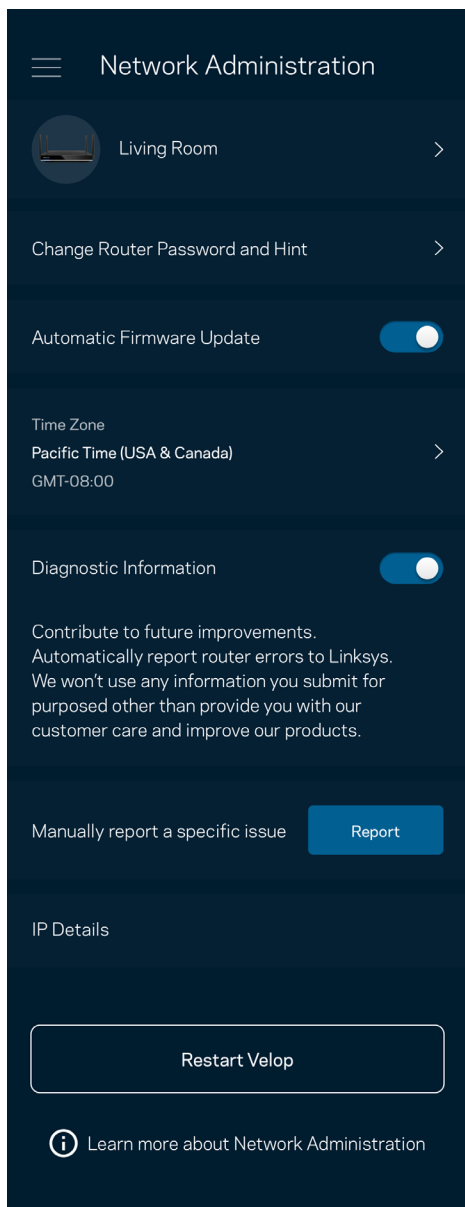 Network Administration
Living Room
Change Router Password and Hint
Automatic Firmware Update
Time Zone
Pacific Time (USA & Canada)
GMT-08:00
Diagnostic Information
Contribute to future improvements.
Automatically report router errors to Linksys.
We won't use any information you submit for
purposed other than provide you with our
customer care and improve our products.
Manually report a specific issue
Report
IP Details
Restart Velop
Learn more about Network Administration